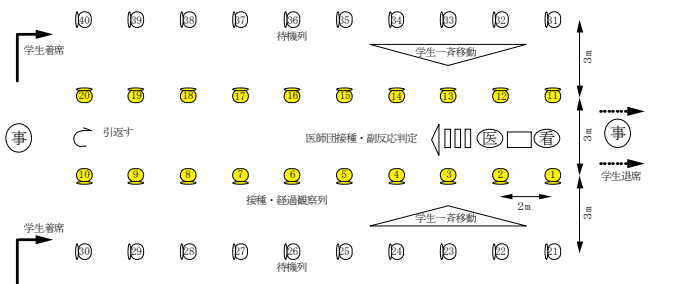 40 39 38 37 36 35 34 33 32 31
待機列
学生着席
学生一斉移動
3m
20 19 18 17 16 15 14 13 12 11
事
引返す
医師団接種・副反応判定
医
看
3m
事
10 9 8 7 6 5 4 3 2 1
学生退席
接種・経過観察列
2m
学生一斉移動
3m
学生着席
30 29 28 27 26 25 24 23 22 21
待機列